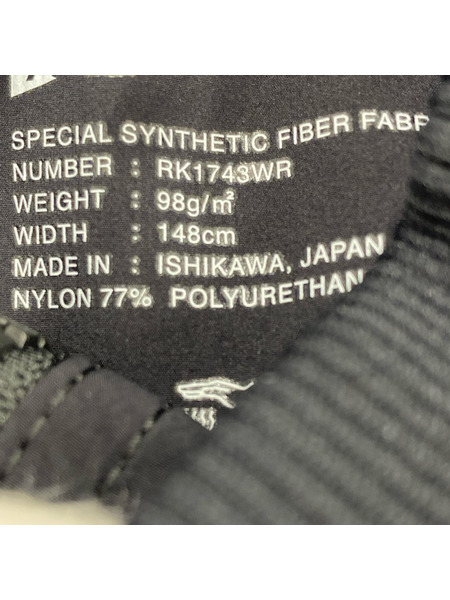 SPECIAL SYNTHETIC FIBER FABR
NUMBER : RK1743WR
WEIGHT : 98g/㎡
WIDTH : 148cm
MADE IN : ISHIKAWA, JAPAN
NYLON 77% POLYURETHAN